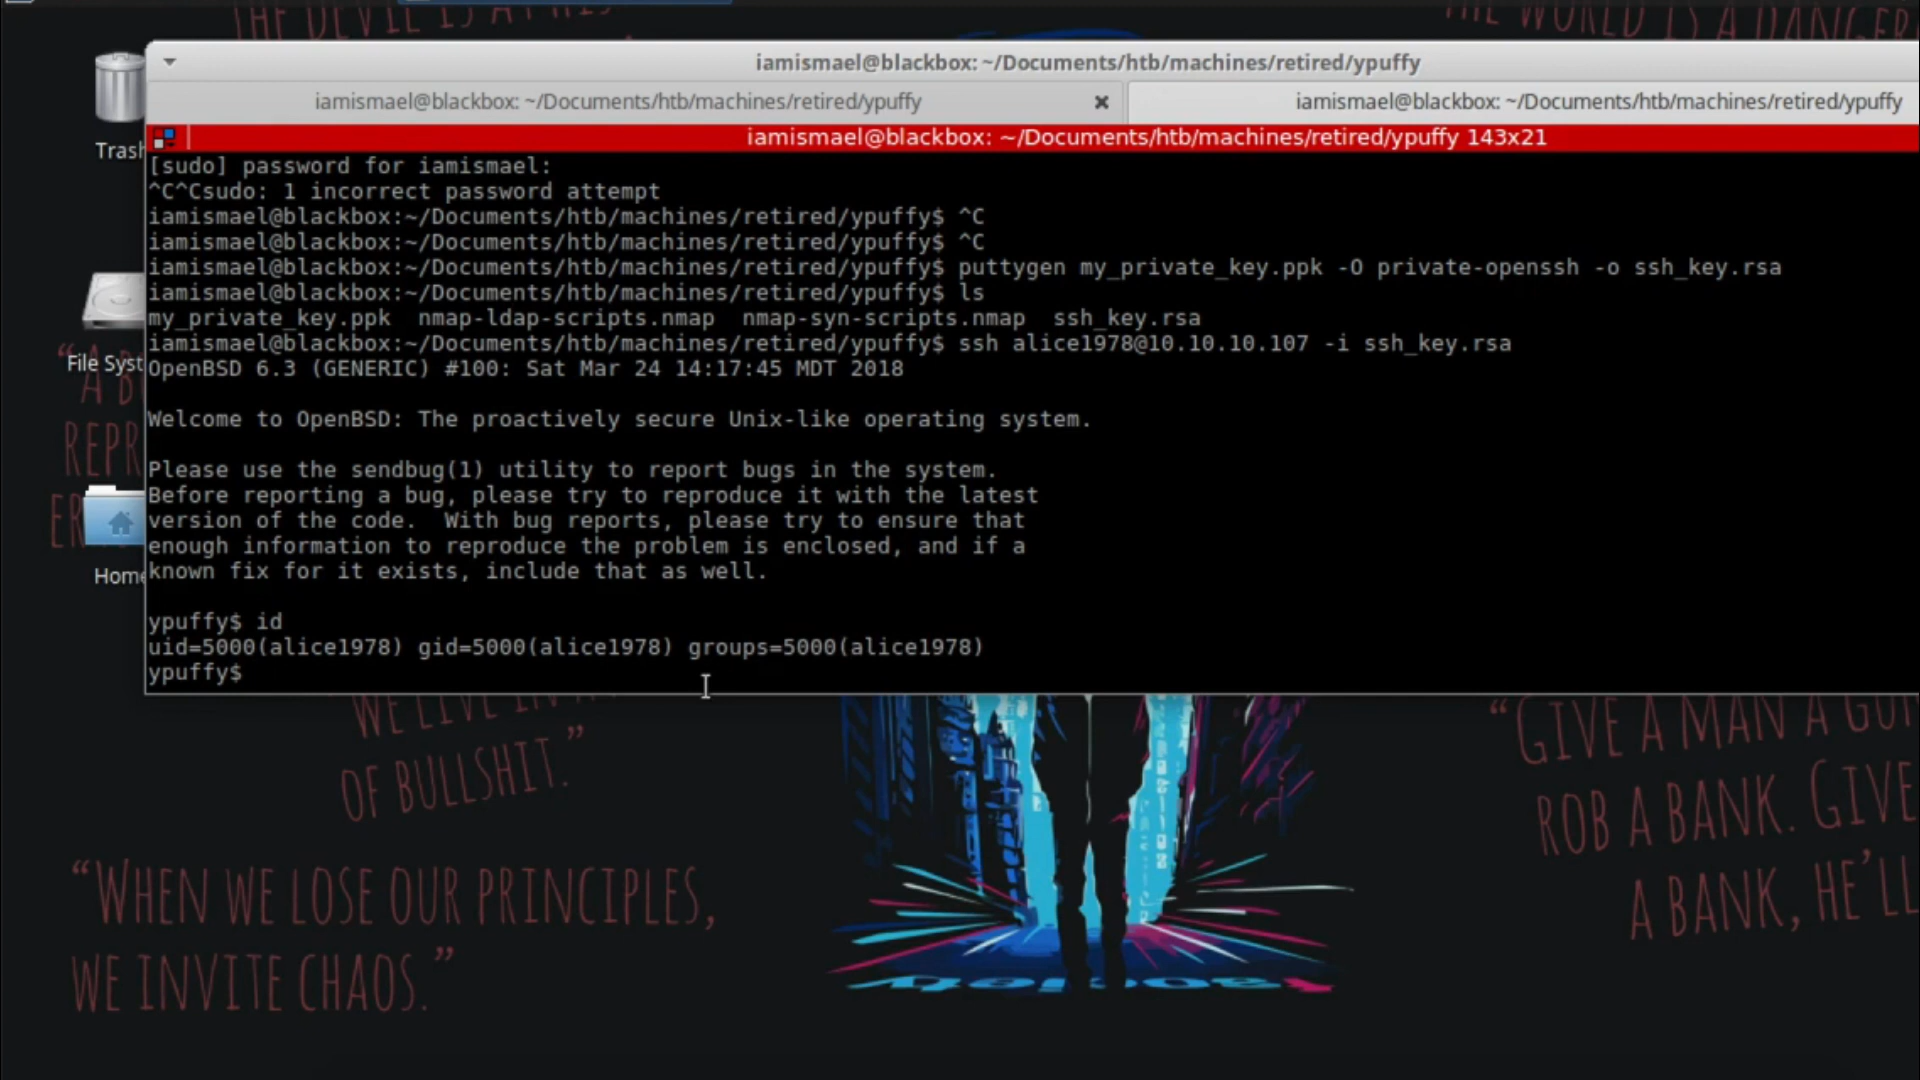 THE DEVIL IS AT HIS
THE WORLD IS A DANGER
iamismael@blackbox: ~/Documents/htb/machines/retired/ypuffy
iamismael@blackbox: ~/Documents/htb/machines/retired/ypuffy
iamismael@blackbox: ~/Documents/htb/machines/retired/ypuffy
iamismael@blackbox: ~/Documents/htb/machines/retired/ypuffy 143x21
[sudo] password for iamismael:
^C^Csudo: 1 incorrect password attempt
iamismael@blackbox:~/Documents/htb/machines/retired/ypuffy$ ^C
iamismael@blackbox:~/Documents/htb/machines/retired/ypuffy$ ^C
iamismael@blackbox:~/Documents/htb/machines/retired/ypuffy$ puttygen my_private_key.ppk -O private-openssh -o ssh_key.rsa
iamismael@blackbox:~/Documents/htb/machines/retired/ypuffy$ ls
my_private_key.ppk  nmap-ldap-scripts.nmap  nmap-syn-scripts.nmap  ssh_key.rsa
iamismael@blackbox:~/Documents/htb/machines/retired/ypuffy$ ssh alice1978@10.10.10.107 -i ssh_key.rsa
OpenBSD 6.3 (GENERIC) #100: Sat Mar 24 14:17:45 MDT 2018
Welcome to OpenBSD: The proactively secure Unix-like operating system.
Please use the sendbug(1) utility to report bugs in the system.
Before reporting a bug, please try to reproduce it with the latest
version of the code.  With bug reports, please try to ensure that
enough information to reproduce the problem is enclosed, and if a
known fix for it exists, include that as well.
ypuffy$ id
uid=5000(alice1978) gid=5000(alice1978) groups=5000(alice1978)
ypuffy$
Trash
File Syst
Home
“A B
REPR
ER
WE LIVE IN A
OF BULLSHIT.”
“WHEN WE LOSE OUR PRINCIPLES,
WE INVITE CHAOS.”
“GIVE A MAN A GUN
ROB A BANK. GIVE
A BANK, HE’LL